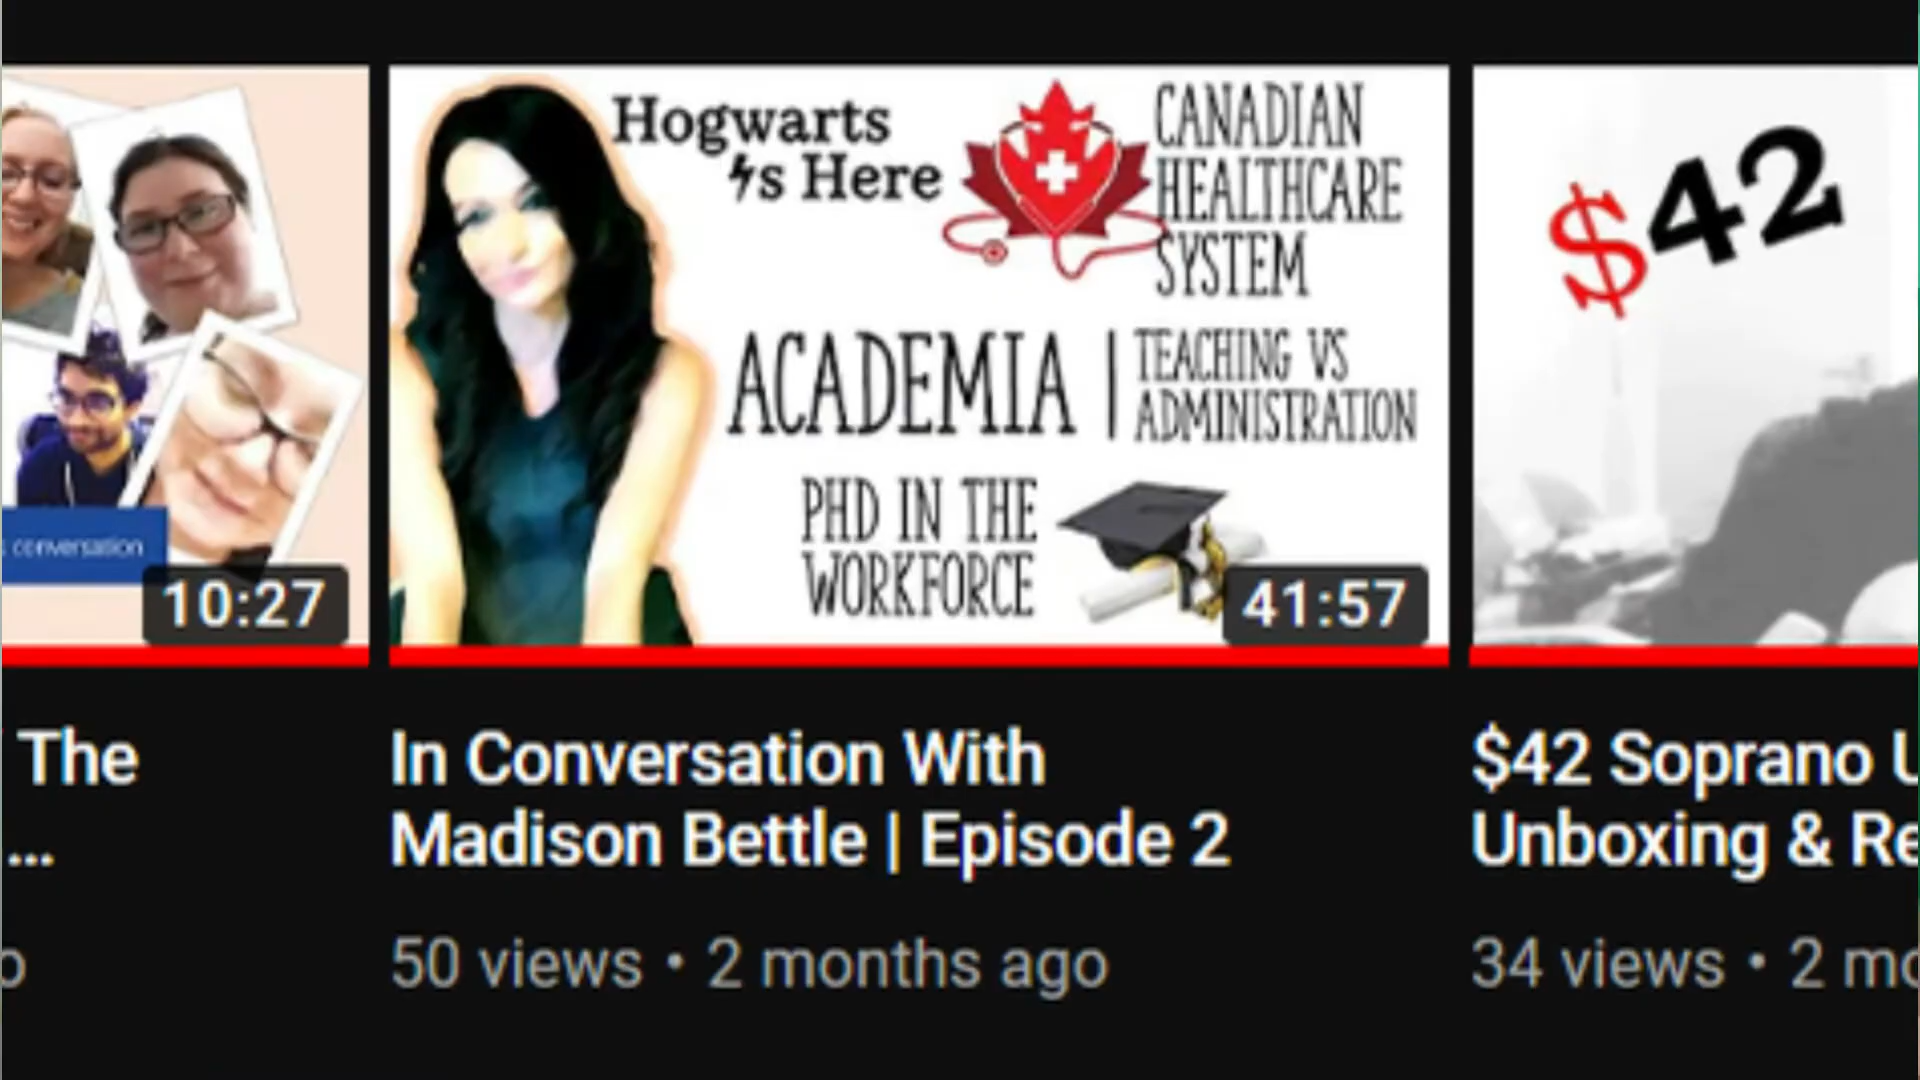 conversation
10:27
The
...
o
Hogwarts
is Here
CANADIAN
HEALTHCARE
SYSTEM
ACADEMIA |
TEACHING VS
ADMINISTRATION
PHD IN THE
WORKFORCE
41:57
In Conversation With
Madison Bettle | Episode 2
50 views • 2 months ago
$42
$42 Soprano U
Unboxing & Re
34 views • 2 mo